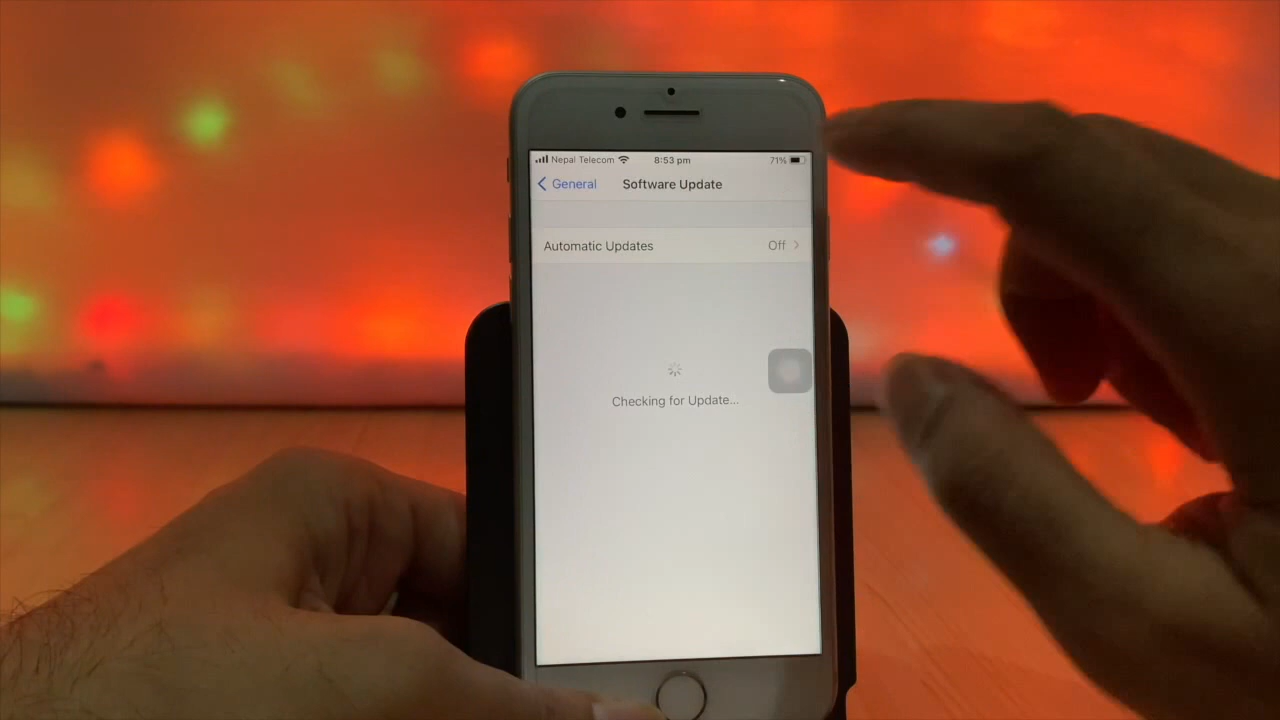 Nepal Telecom 8:53 pm 71%
General Software Update
Automatic Updates Off
Checking for Update...